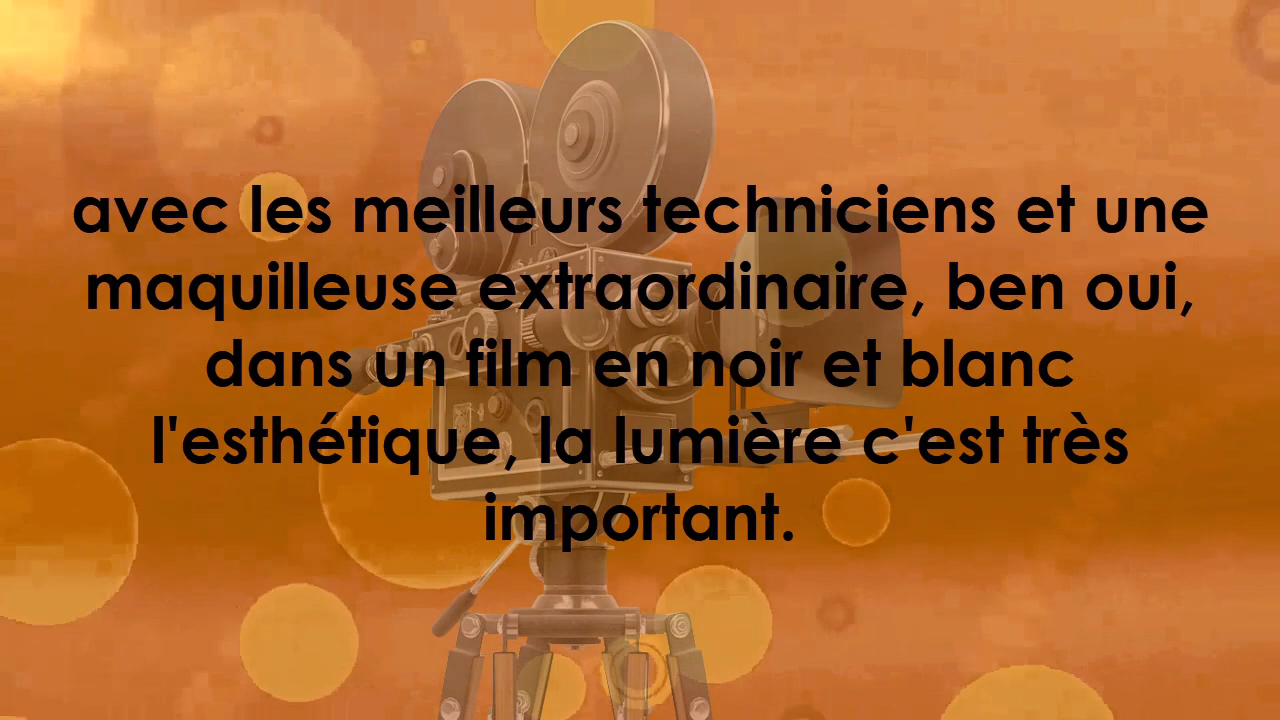 avec les meilleurs techniciens et une
maquilleuse extraordinaire, ben oui,
dans un film en noir et blanc
l'esthétique, la lumière c'est très
important.